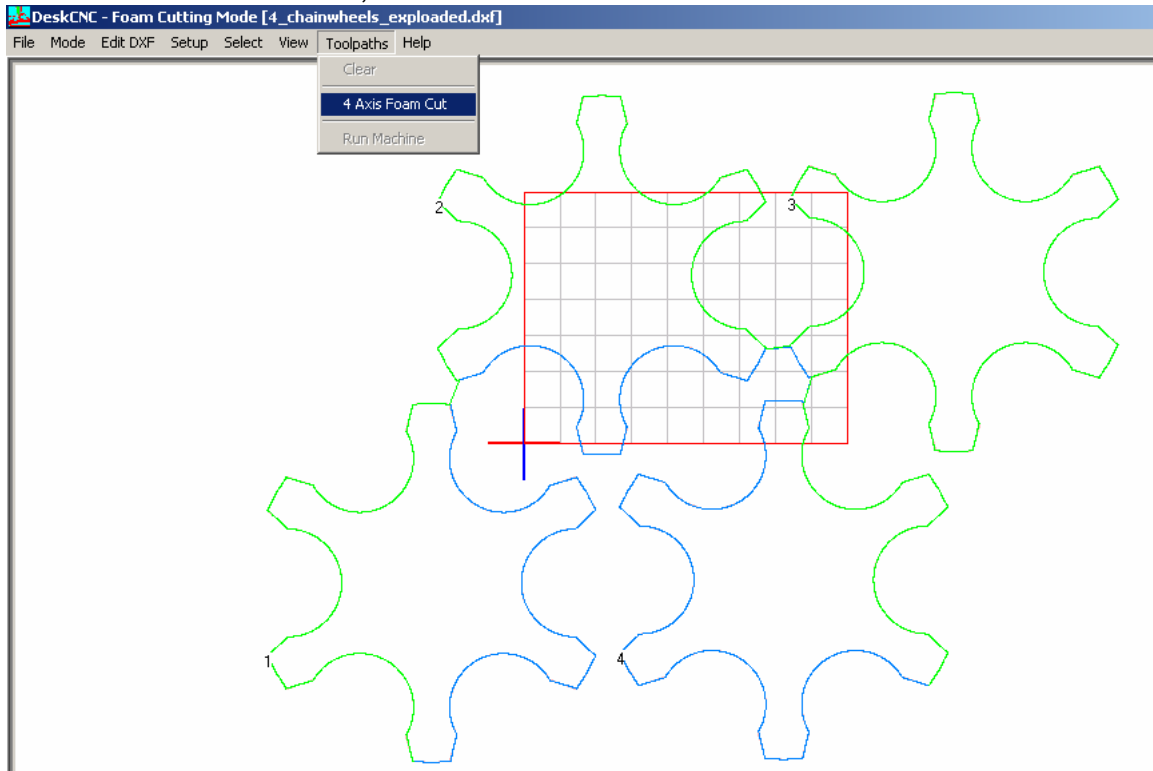 DeskCNC - Foam Cutting Mode [4_chainwheels_exploaded.dxf]
File Mode Edit DXF Setup Select View Toolpaths Help
Clear
4 Axis Foam Cut
Run Machine
2
3
1
4